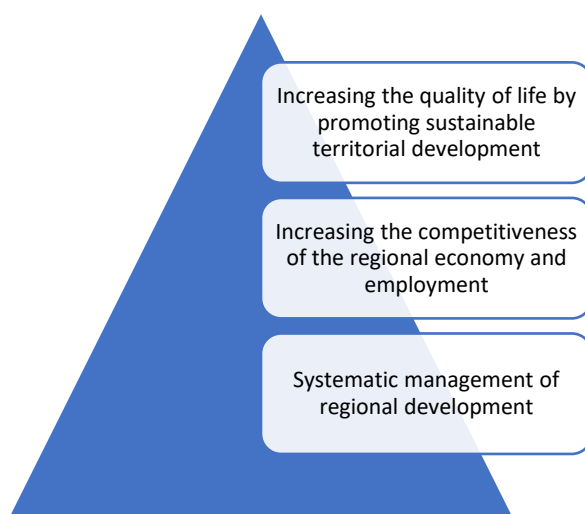 Increasing the quality of life by
promoting sustainable
territorial development
Increasing the competitiveness
of the regional economy and
employment
Systematic management of
regional development